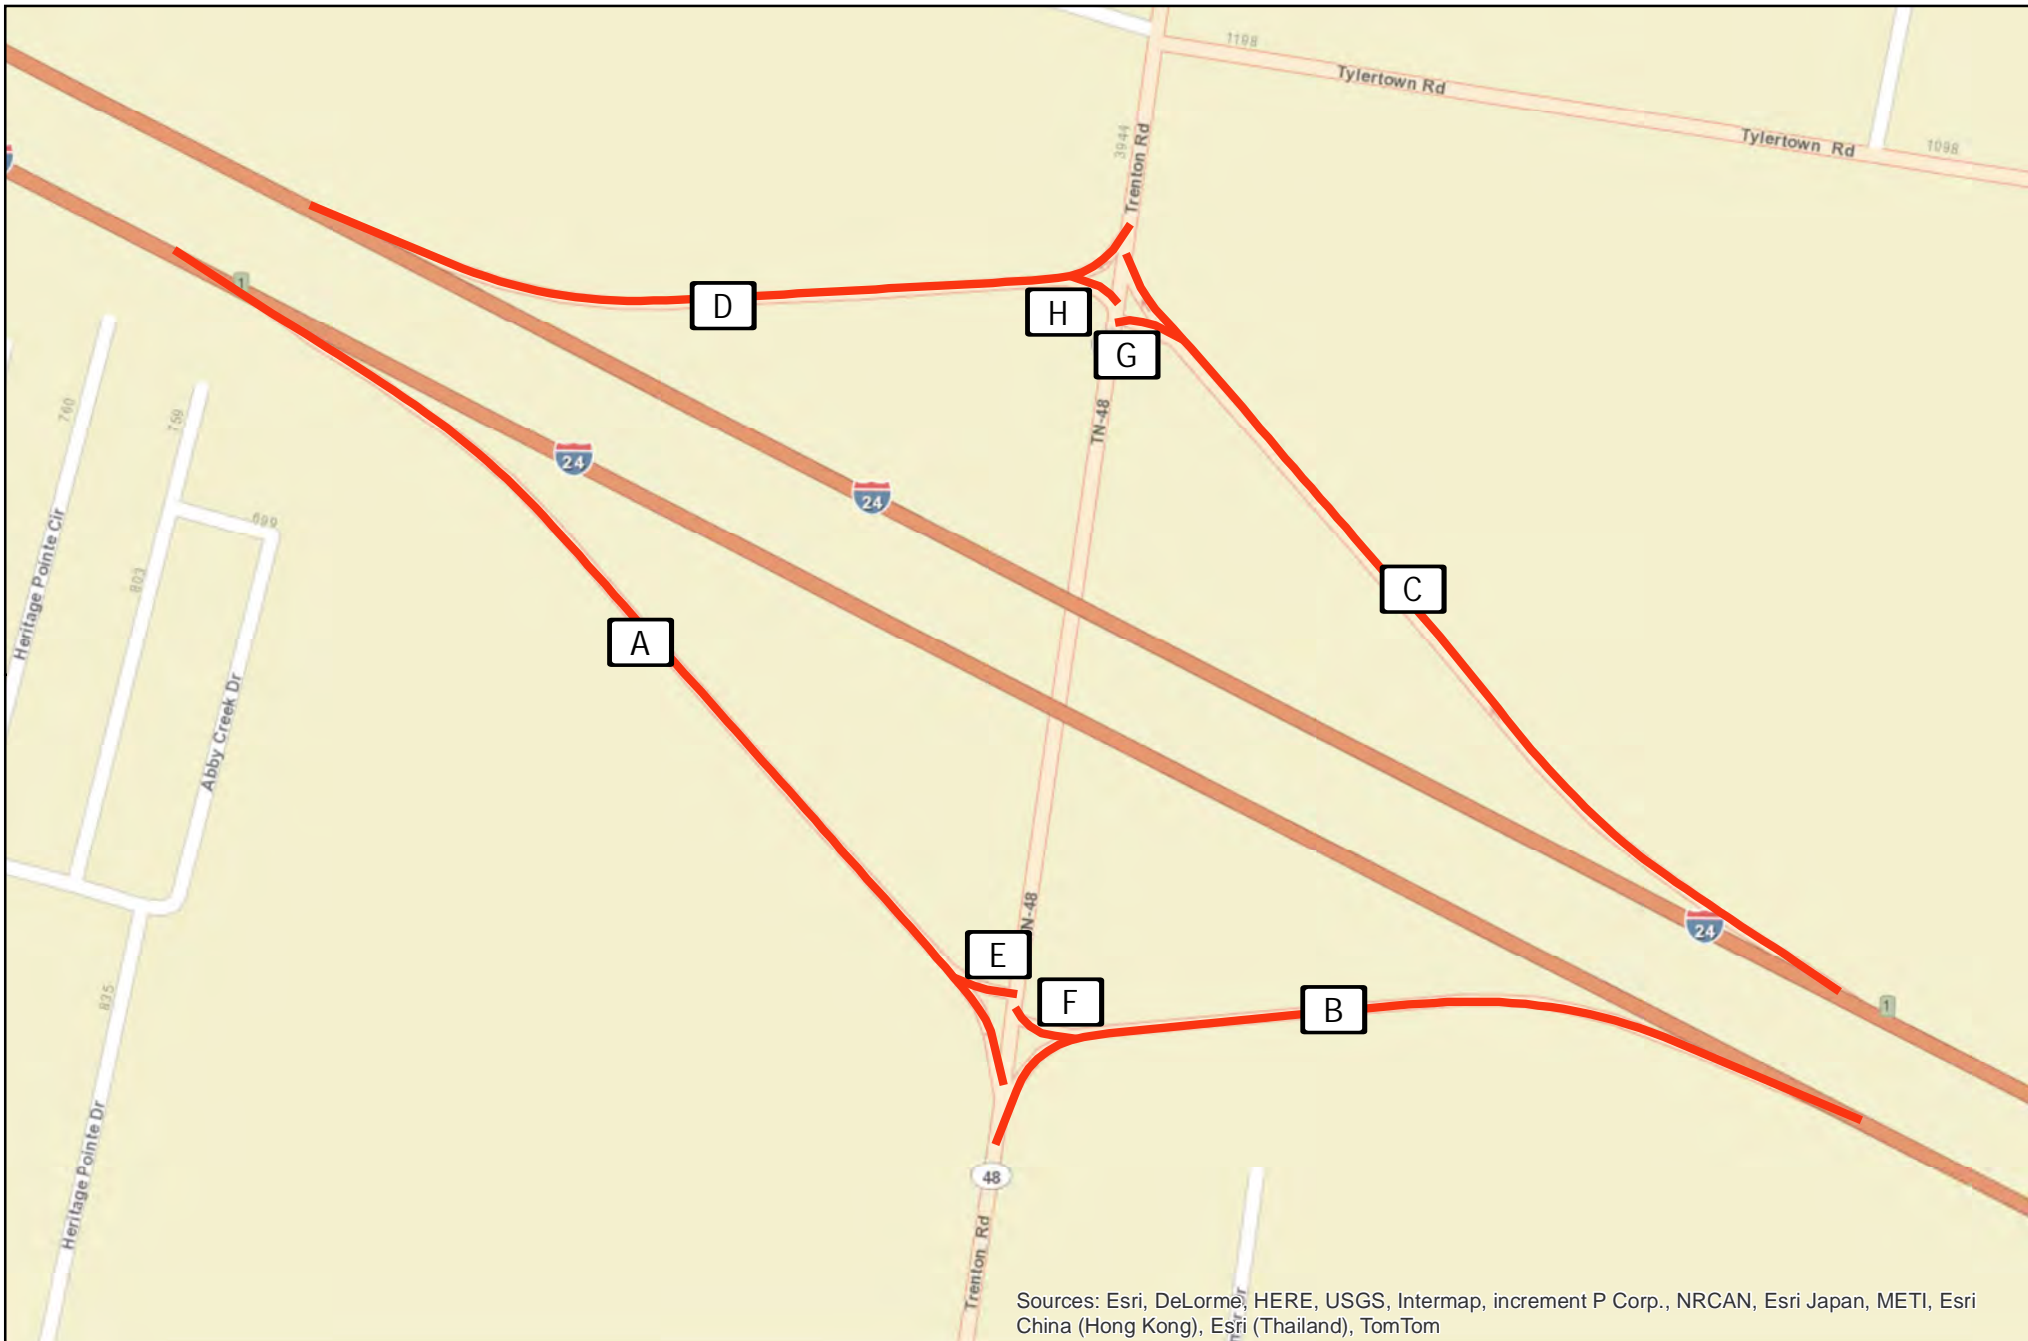 1198
Tylertown Rd
Tylertown Rd
1098
3944
Trenton Rd
1
D
H
G
TN-48
760
759
24
24
699
Heritage Pointe Cir
803
C
A
Abby Creek Dr
N-48
24
E
F
B
1
835
Heritage Pointe Dr
48
Trenton Rd
Sources: Esri, DeLorme, HERE, USGS, Intermap, increment P Corp., NRCAN, Esri Japan, METI, Esri
China (Hong Kong), Esri (Thailand), TomTom